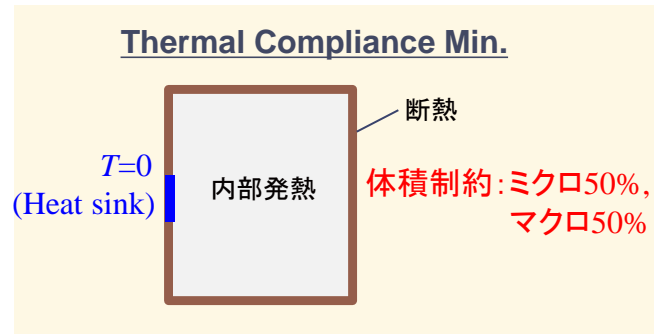 Thermal Compliance Min.
断熱
T=0
(Heat sink)
内部発熱
体積制約:ミクロ50%,
マクロ50%